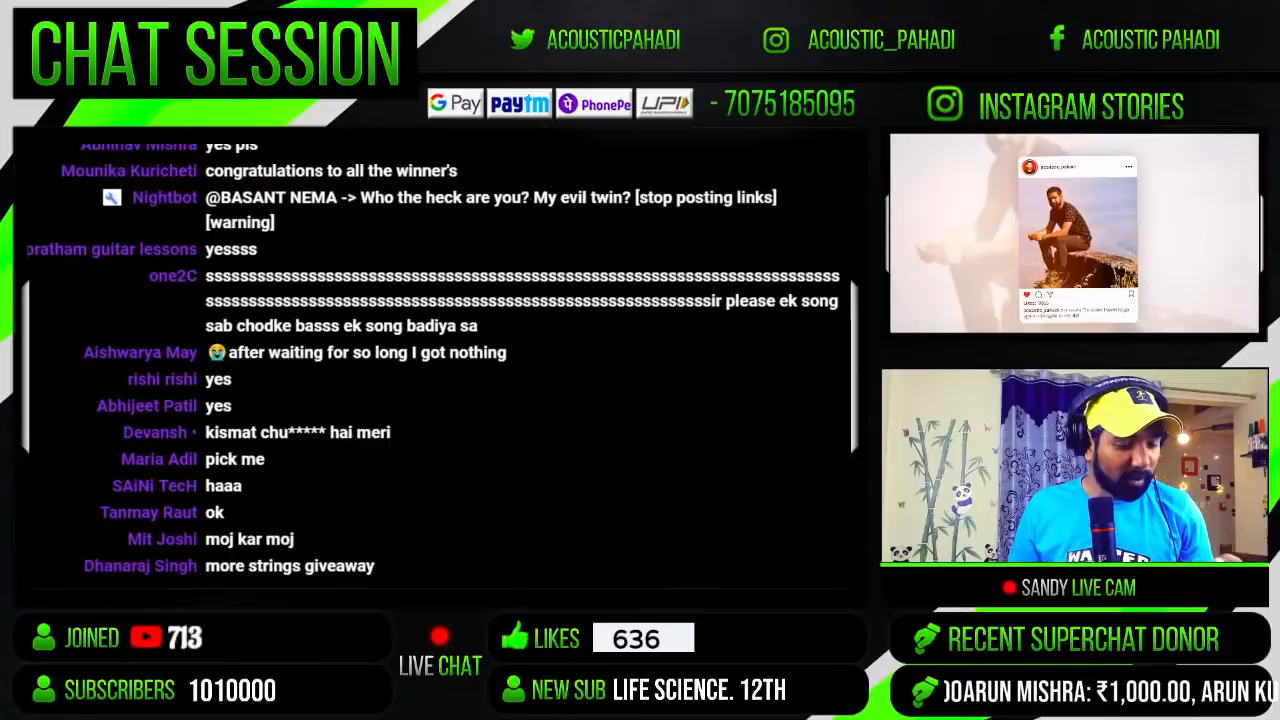 CHAT SESSION
ACOUSTICPAHADI
ACOUSTIC_PAHADI
ACOUSTIC PAHADI
G Pay paytm PhonePe UPI - 7075185095
INSTAGRAM STORIES
Abhinav Mishra yes pls
Mounika Kuricheti congratulations to all the winner's
Nightbot @BASANT NEMA -> Who the heck are you? My evil twin? [stop posting links]
[warning]
pratham guitar lessons yessss
one2C sssssssssssssssssssssssssssssssssssssssssssssssssssssssssssssssssssssssssss
ssssssssssssssssssssssssssssssssssssssssssssssssssssssssssssir please ek song
sab chodke basss ek song badiya sa
Aishwarya May 😭after waiting for so long I got nothing
rishi rishi yes
Abhijeet Patil yes
Devansh · kismat chu***** hai meri
Maria Adil pick me
SAiNi TecH haaa
Tanmay Raut ok
Mit Joshi moj kar moj
Dhanaraj Singh more strings giveaway
acoustic_pahadi
SANDY LIVE CAM
JOINED 713
LIVE CHAT
LIKES 636
RECENT SUPERCHAT DONOR
SUBSCRIBERS 1010000
NEW SUB LIFE SCIENCE. 12TH
ARUN MISHRA: ₹1,000.00, ARUN KU